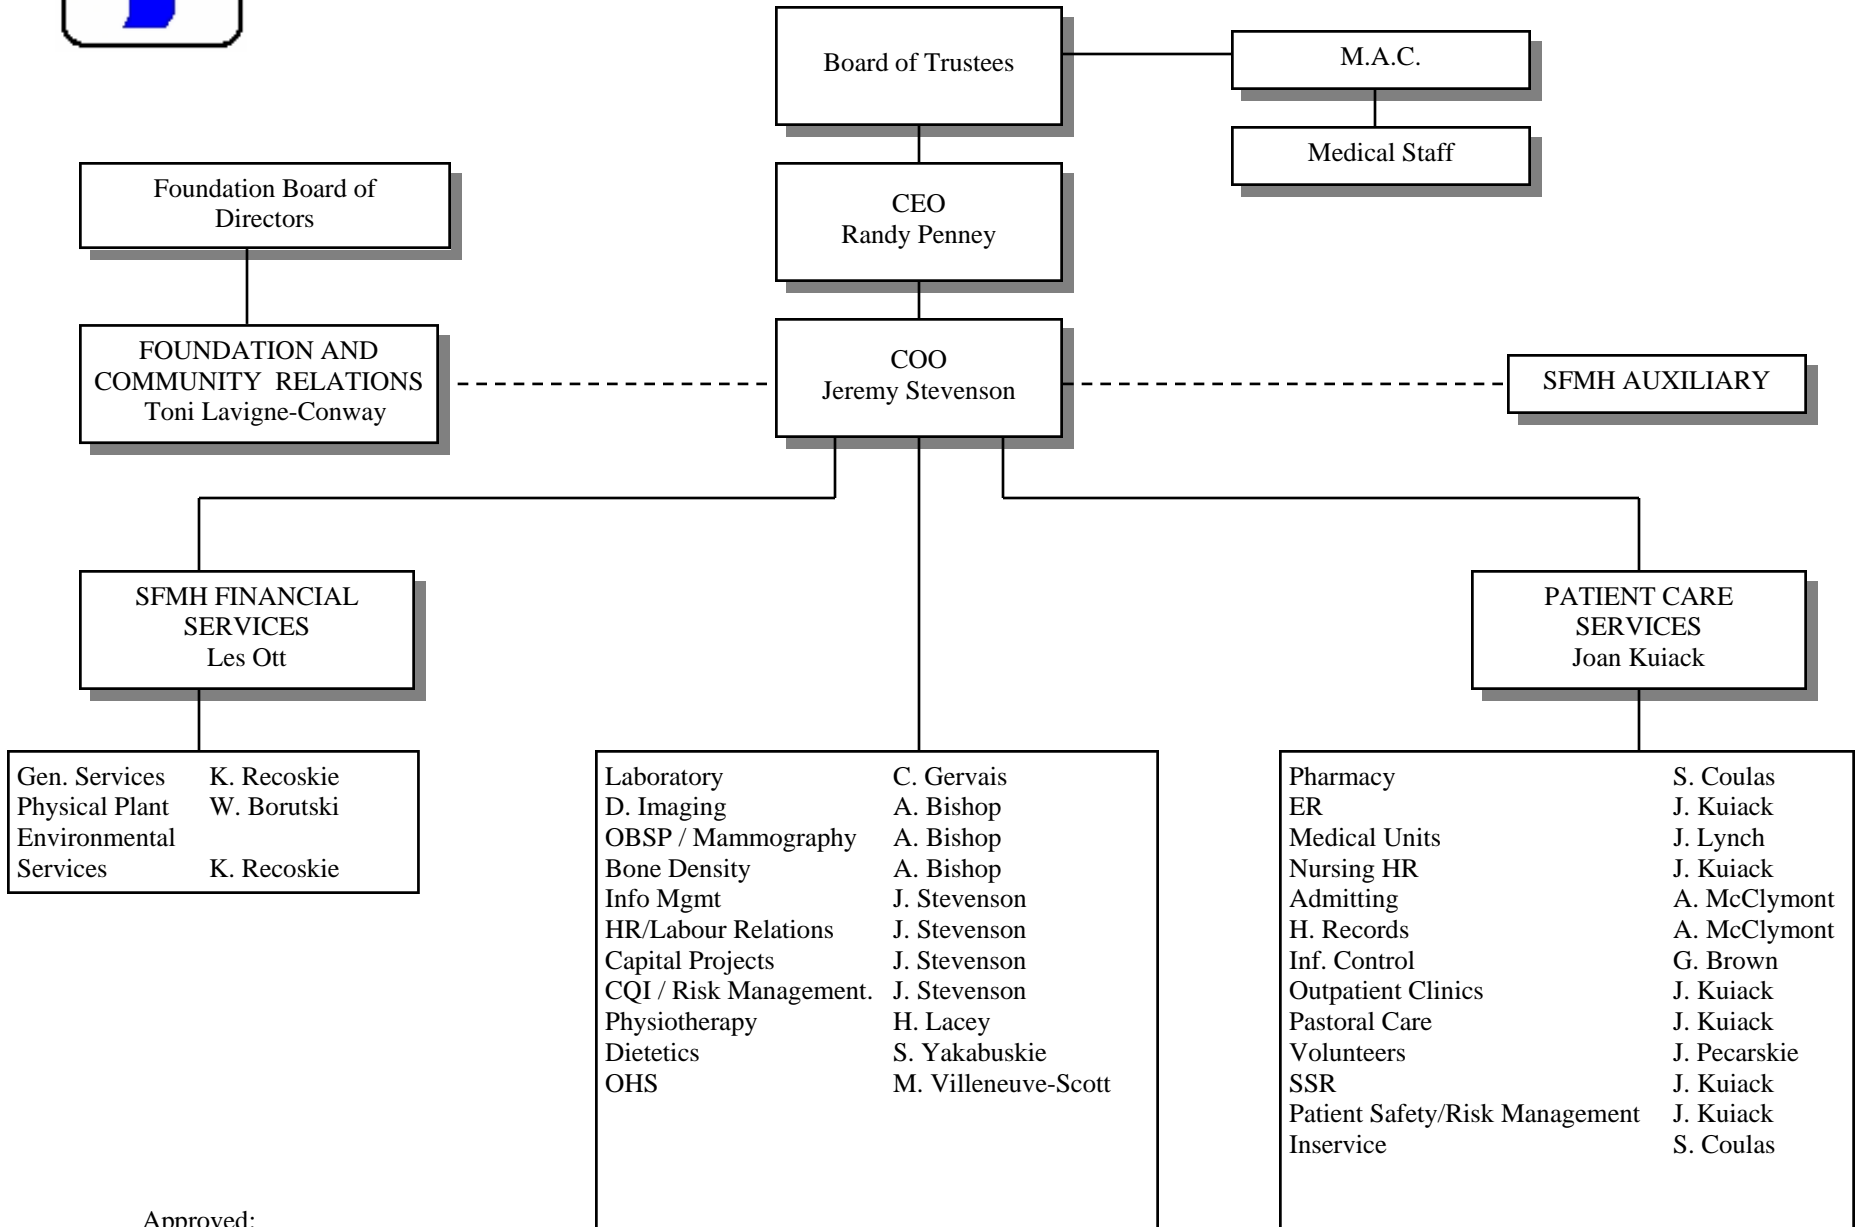 Board of Trustees
M.A.C.
Medical Staff
Foundation Board of
Directors
CEO
Randy Penney
FOUNDATION AND
COMMUNITY RELATIONS
Toni Lavigne-Conway
COO
Jeremy Stevenson
SFMH AUXILIARY
SFMH FINANCIAL
SERVICES
Les Ott
PATIENT CARE
SERVICES
Joan Kuiack
Gen. Services K. Recoskie
Physical Plant W. Borutski
Environmental
Services K. Recoskie
Laboratory C. Gervais
D. Imaging A. Bishop
OBSP / Mammography A. Bishop
Bone Density A. Bishop
Info Mgmt J. Stevenson
HR/Labour Relations J. Stevenson
Capital Projects J. Stevenson
CQI / Risk Management. J. Stevenson
Physiotherapy H. Lacey
Dietetics S. Yakabuskie
OHS M. Villeneuve-Scott
Pharmacy S. Coulas
ER J. Kuiack
Medical Units J. Lynch
Nursing HR J. Kuiack
Admitting A. McClymont
H. Records A. McClymont
Inf. Control G. Brown
Outpatient Clinics J. Kuiack
Pastoral Care J. Kuiack
Volunteers J. Pecarskie
SSR J. Kuiack
Patient Safety/Risk Management J. Kuiack
Inservice S. Coulas
Approved: